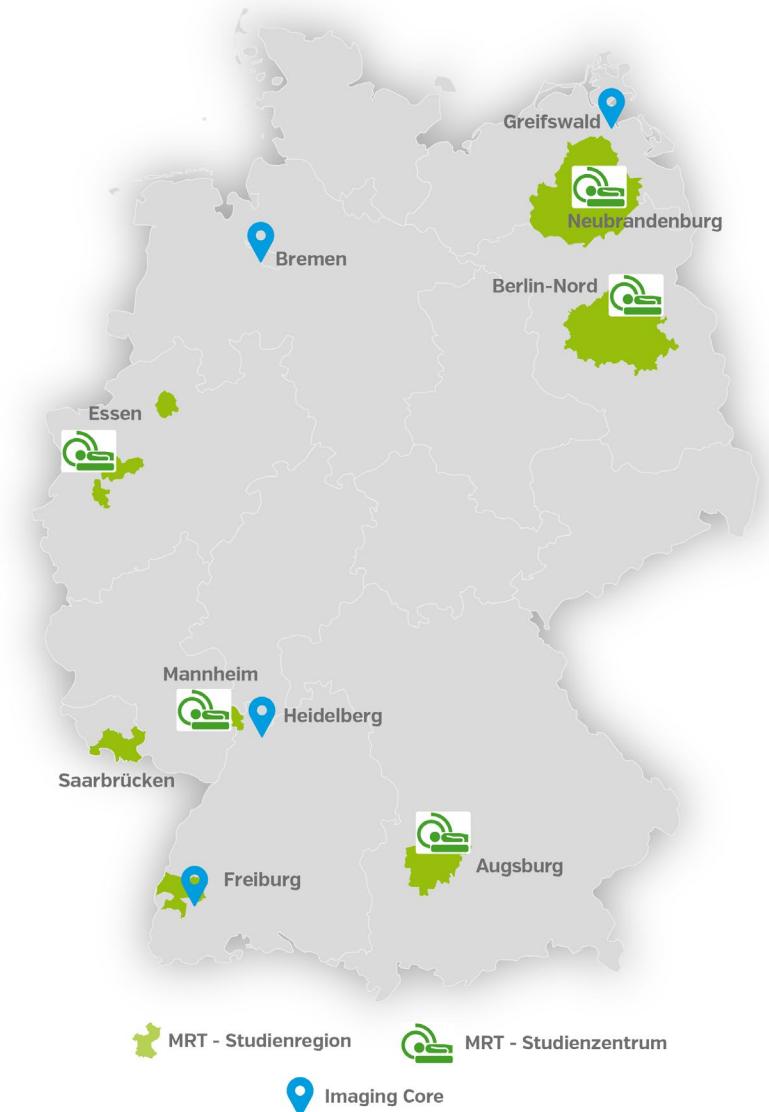 Greifswald
Neubrandenburg
Bremen
Berlin-Nord
Essen
Mannheim
Heidelberg
Saarbrücken
Augsburg
Freiburg
MRT - Studienregion
MRT - Studienzentrum
Imaging Core